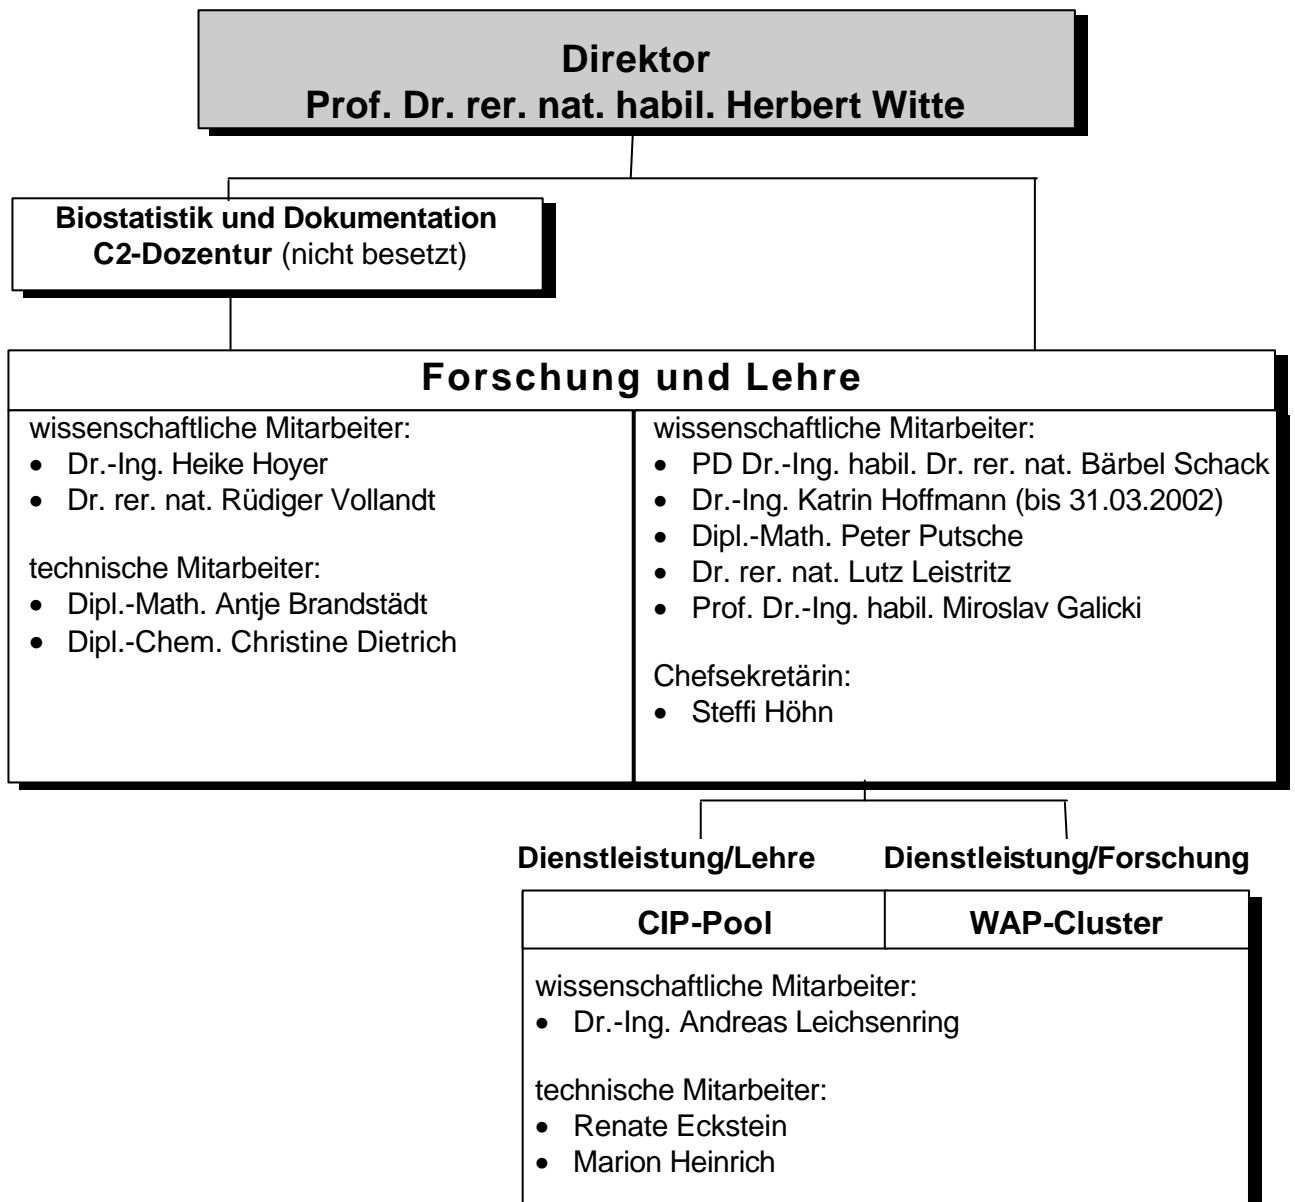 Direktor
Prof. Dr. rer. nat. habil. Herbert Witte
Biostatistik und Dokumentation
C2-Dozentur (nicht besetzt)
Forschung und Lehre
wissenschaftliche Mitarbeiter:
• Dr.-Ing. Heike Hoyer
• Dr. rer. nat. Rüdiger Vollandt
technische Mitarbeiter:
• Dipl.-Math. Antje Brandstädt
• Dipl.-Chem. Christine Dietrich
wissenschaftliche Mitarbeiter:
• PD Dr.-Ing. habil. Dr. rer. nat. Bärbel Schack
• Dr.-Ing. Katrin Hoffmann (bis 31.03.2002)
• Dipl.-Math. Peter Putsche
• Dr. rer. nat. Lutz Leistritz
• Prof. Dr.-Ing. habil. Miroslav Galicki
Chefsekretärin:
• Steffi Höhn
Dienstleistung/Lehre
Dienstleistung/Forschung
CIP-Pool
WAP-Cluster
wissenschaftliche Mitarbeiter:
• Dr.-Ing. Andreas Leichsenring
technische Mitarbeiter:
• Renate Eckstein
• Marion Heinrich